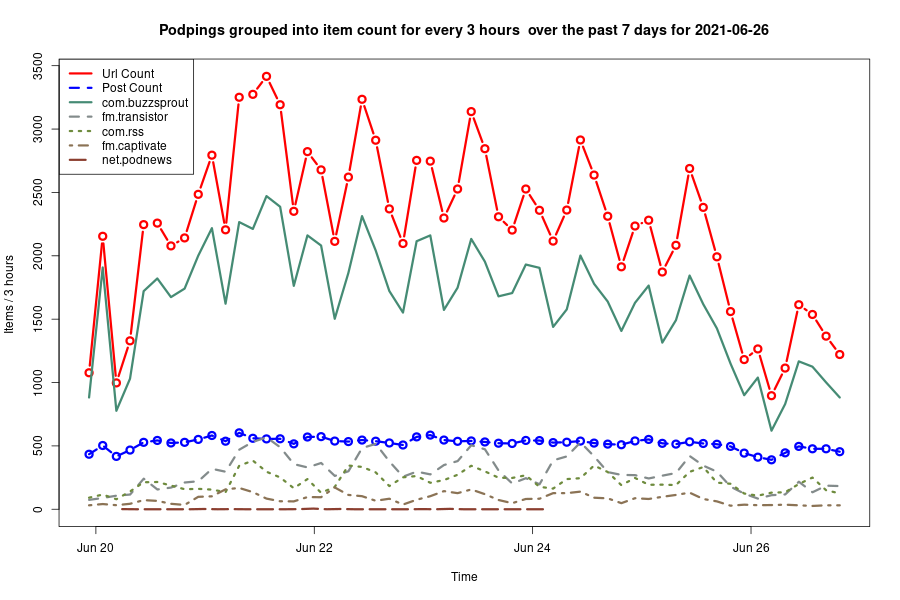 Podpings grouped into item count for every 3 hours  over the past 7 days for 2021-06-26
Url Count
Post Count
com.buzzsprout
fm.transistor
com.rss
fm.captivate
net.podnews
Items / 3 hours
3500
3000
2500
2000
1500
1000
500
0
Jun 20
Jun 22
Jun 24
Jun 26
Time